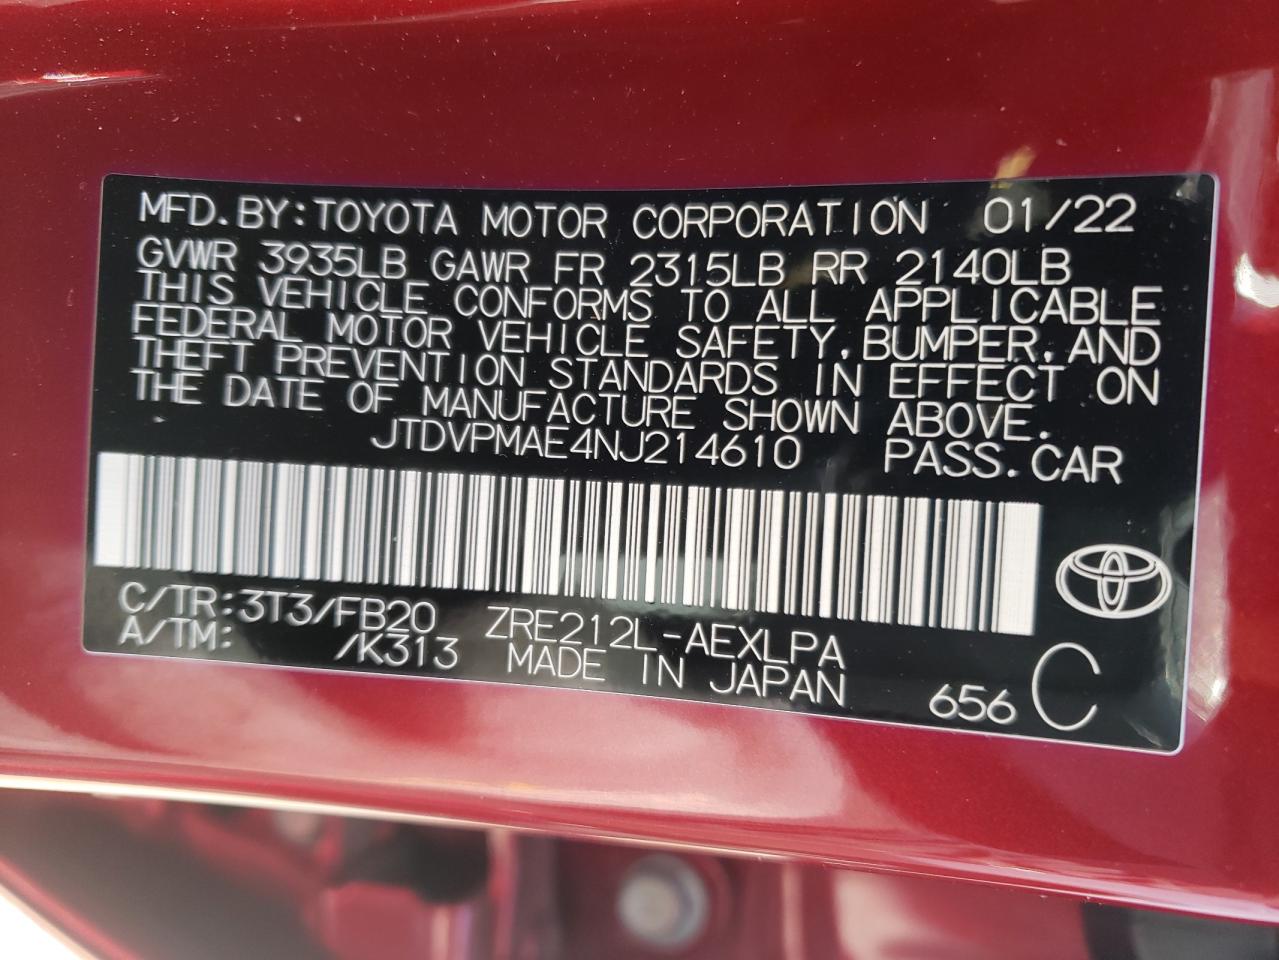 MFD.BY:TOYOTA MOTOR CORPORATION 01/22
GVWR 3935LB GAWR FR 2315LB RR 2140LB
THIS VEHICLE CONFORMS TO ALL APPLICABLE
FEDERAL MOTOR VEHICLE SAFETY,BUMPER,AND
THEFT PREVENTION STANDARDS IN EFFECT ON
THE DATE OF MANUFACTURE SHOWN ABOVE.
JTDVPMAE4NJ214610 PASS.CAR
C/TR:3T3/FB20 ZRE212L-AEXLPA
A/TM: /K313 MADE IN JAPAN 656 C